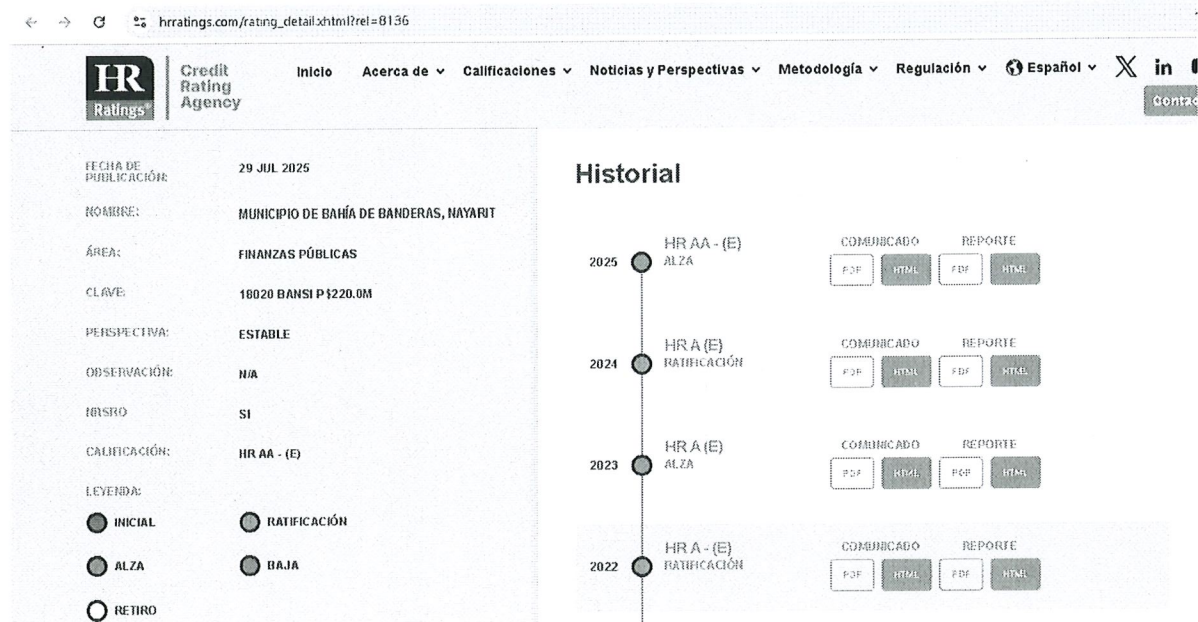 hrratings.com/rating_detail.xhtml?rel=8136
HR Ratings®
Credit
Rating
Agency
Inicio Acerca de Calificaciones Noticias y Perspectivas Metodología Regulación Español X in
FECHA DE
PUBLICACIÓN: 29 JUL 2025
NOMBRE: MUNICIPIO DE BAHÍA DE BANDERAS, NAYARIT
ÁREA: FINANZAS PÚBLICAS
CLAVE: 18020 BANSI P$220.0M
PERSPECTIVA: ESTABLE
OBSERVACIÓN: N/A
NRSRO SI
CALIFICACIÓN: HR AA - (E)
LEYENDA:
INICIAL RATIFICACIÓN
ALZA BAJA
RETIRO
Historial
2025 HR AA - (E)
ALZA
COMUNICADO REPORTE
PDF HTML PDF HTML
2024 HR A (E)
RATIFICACIÓN
COMUNICADO REPORTE
PDF HTML PDF HTML
2023 HR A (E)
ALZA
COMUNICADO REPORTE
PDF HTML PDF HTML
2022 HR A - (E)
RATIFICACIÓN
COMUNICADO REPORTE
PDF HTML PDF HTML